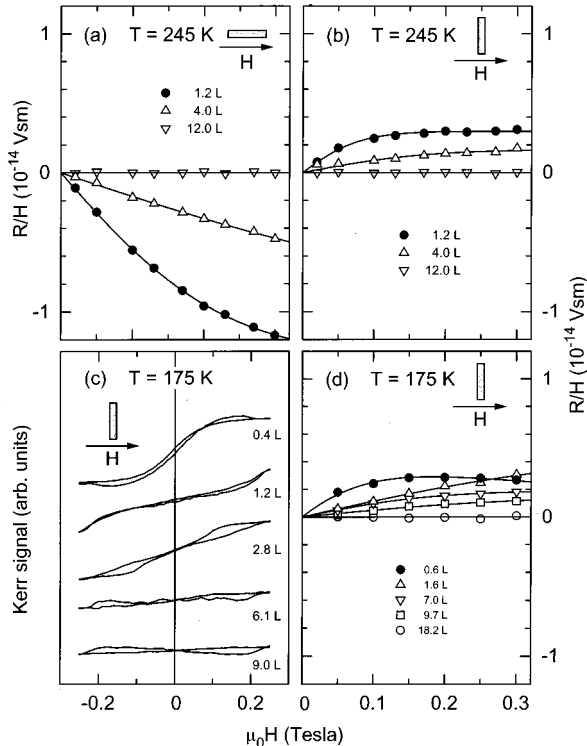 (a) T = 245 K
H
1.2 L
4.0 L
12.0 L
1
0
-1
R/H (10⁻¹⁴ Vsm)
(b) T = 245 K
H
1.2 L
4.0 L
12.0 L
(c) T = 175 K
H
0.4 L
1.2 L
2.8 L
6.1 L
9.0 L
Kerr signal (arb. units)
-0.2 0 0.2
(d) T = 175 K
H
0.6 L
1.6 L
7.0 L
9.7 L
18.2 L
1
0
-1
R/H (10⁻¹⁴ Vsm)
0 0.1 0.2 0.3
μ₀H (Tesla)